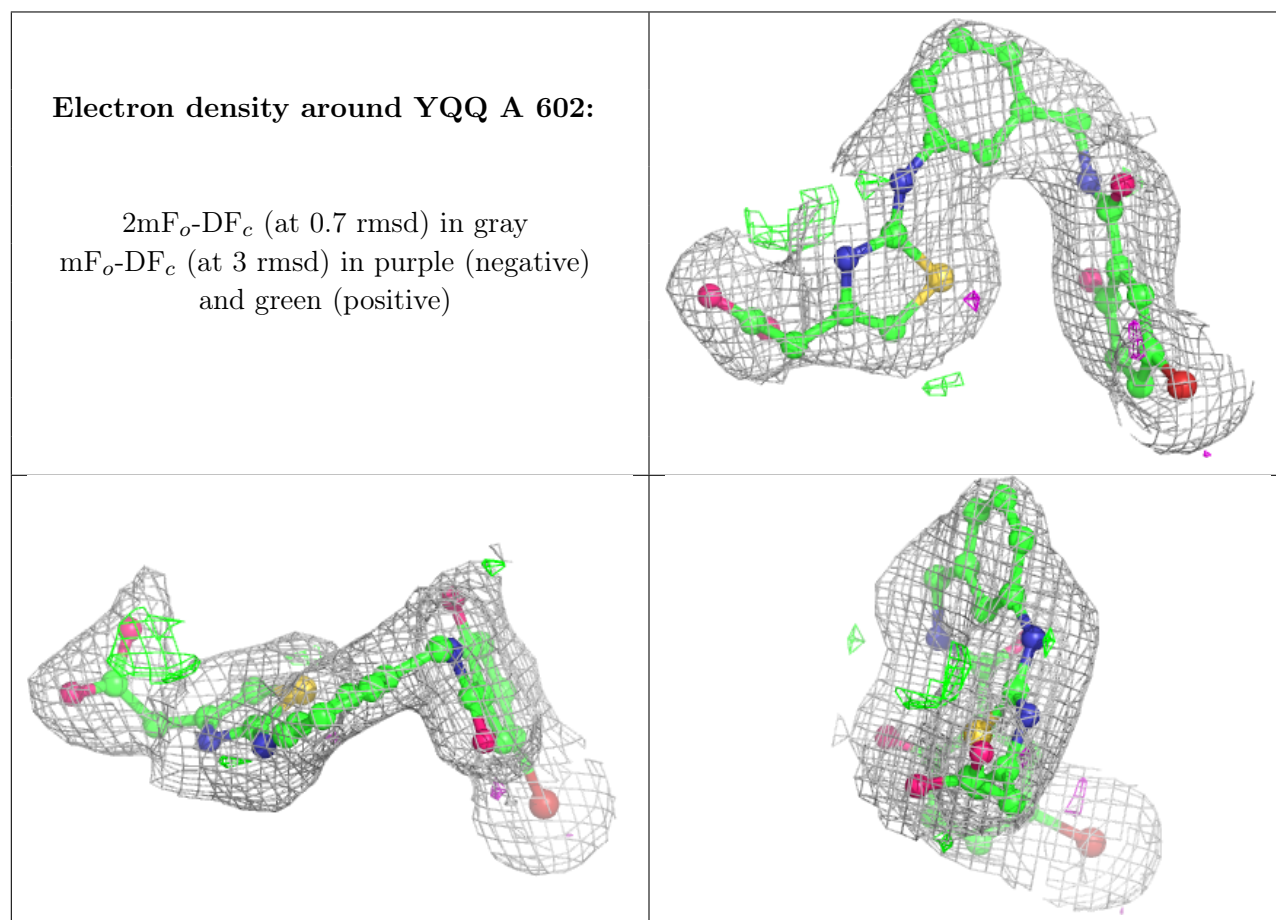 Electron density around YQQ A 602:
2mFo-DFc (at 0.7 rmsd) in gray
mFo-DFc (at 3 rmsd) in purple (negative)
and green (positive)